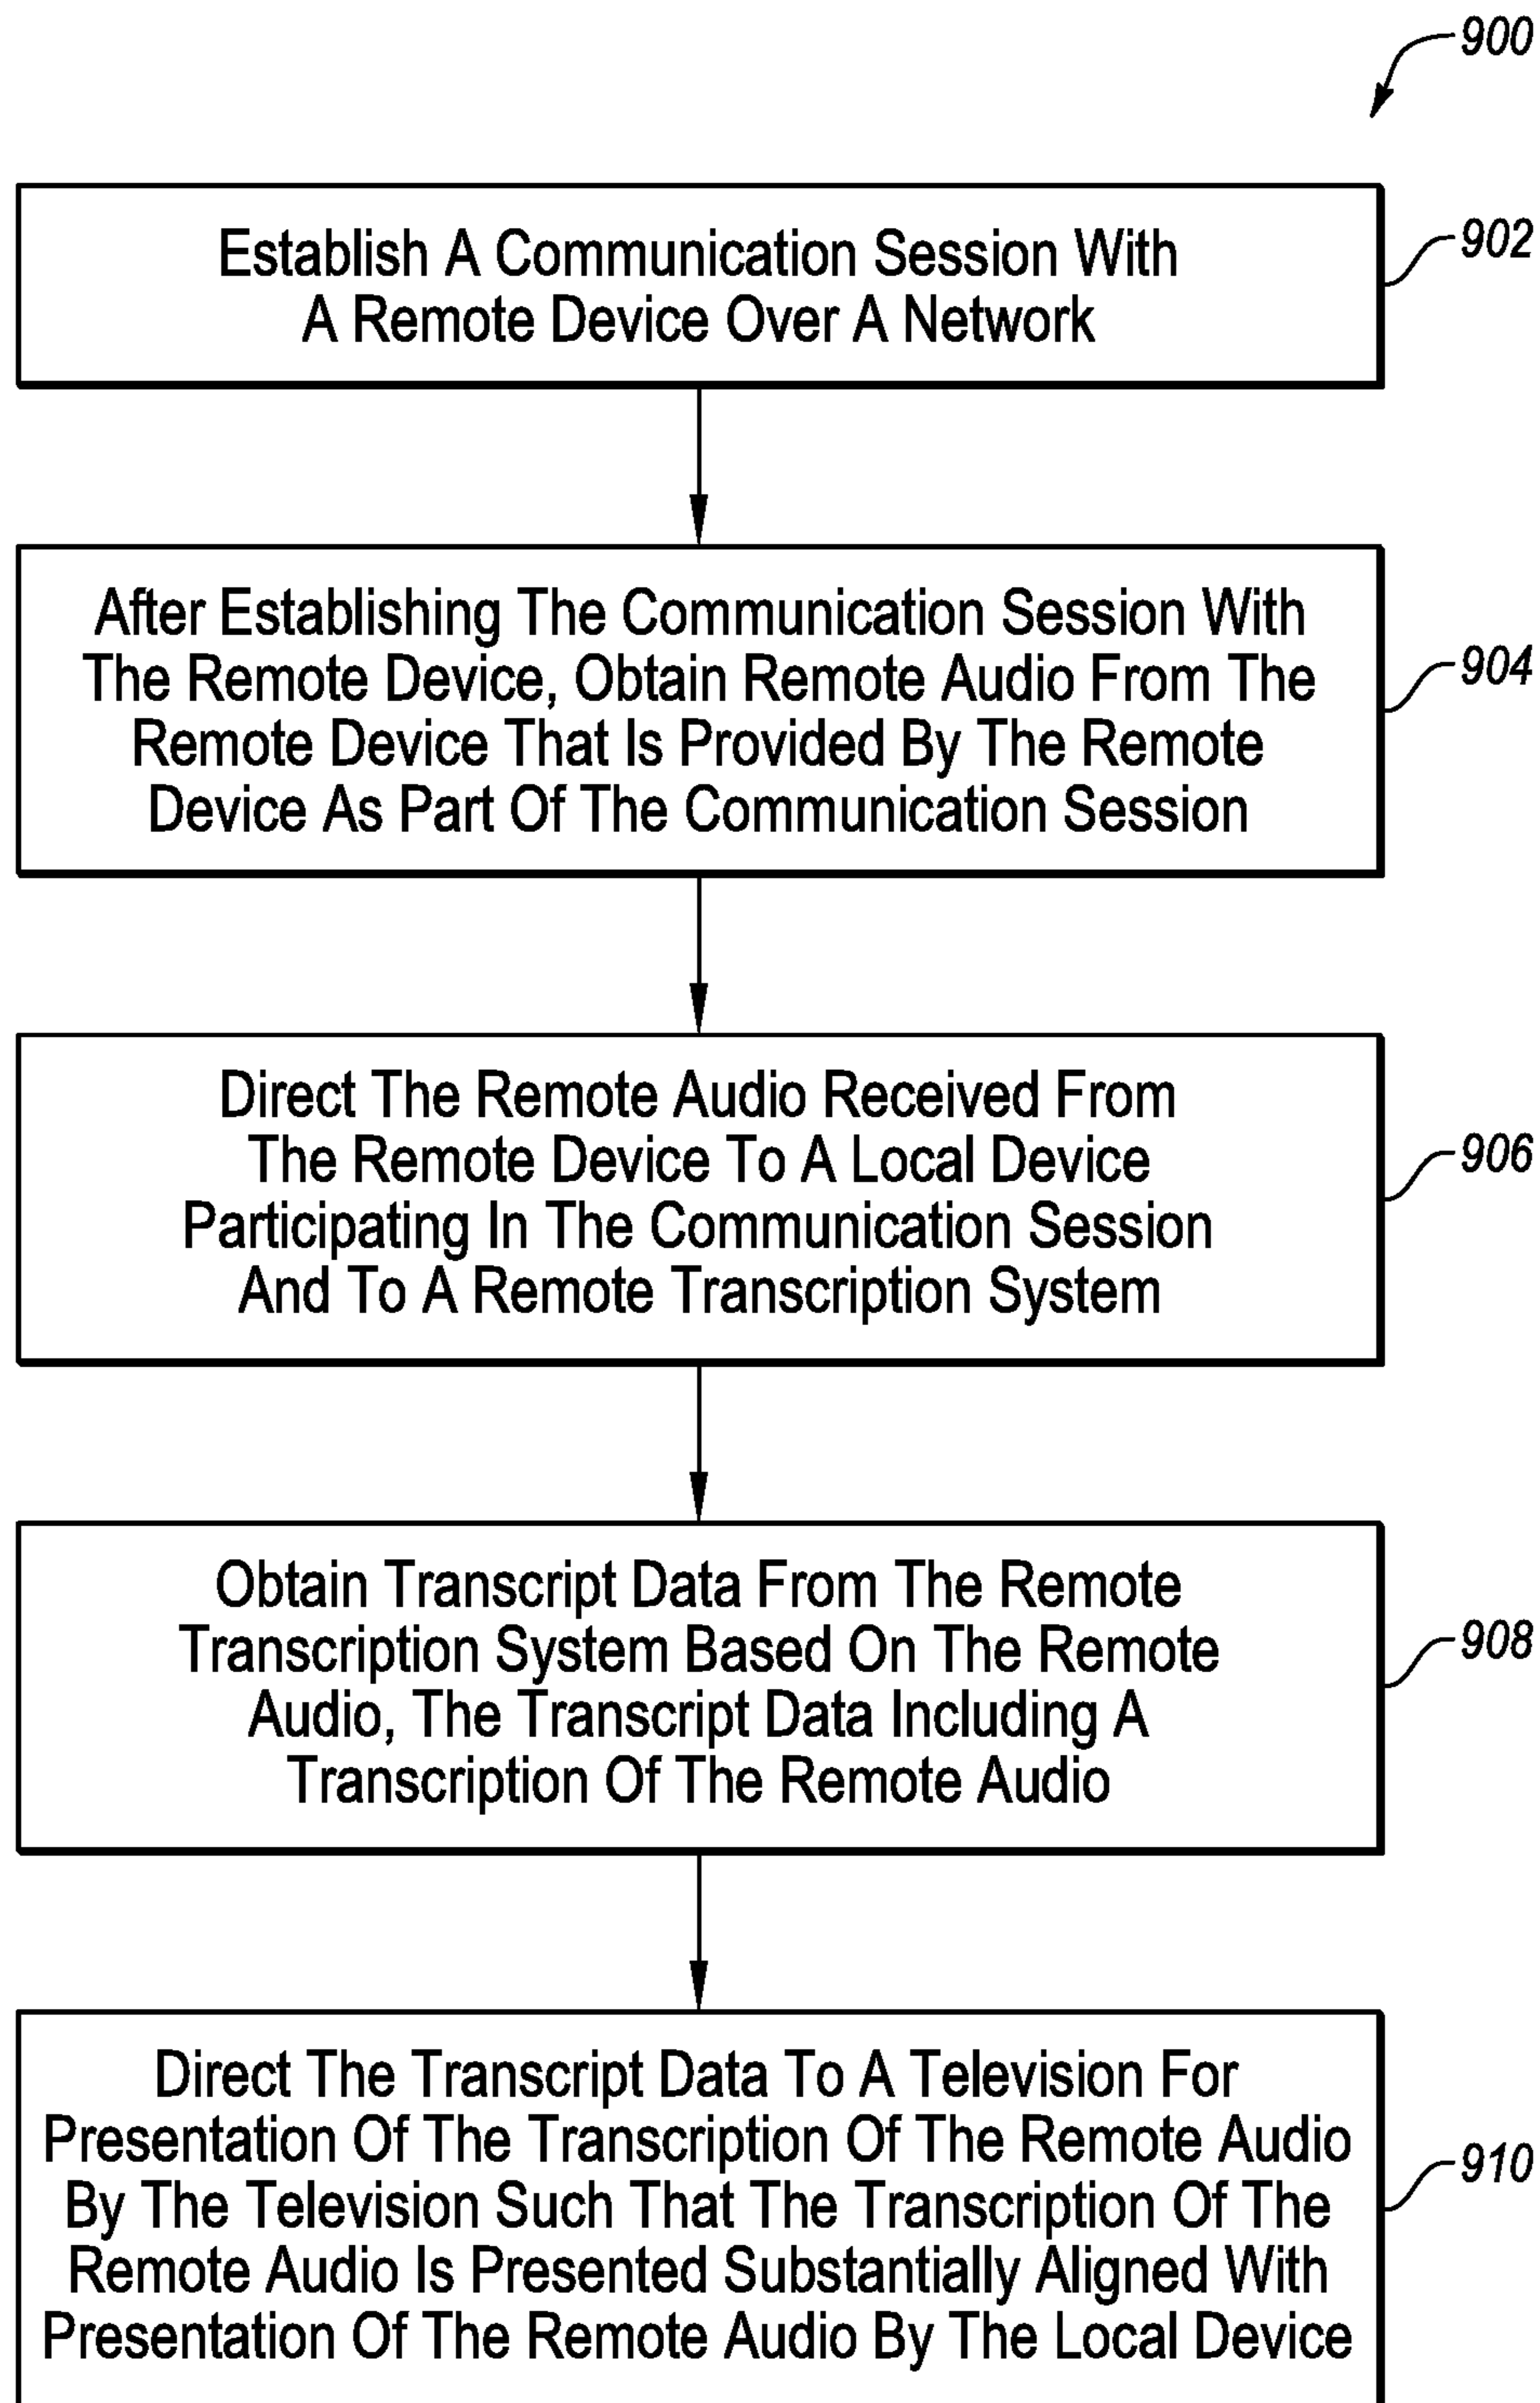 900
Establish A Communication Session With
A Remote Device Over A Network
902
After Establishing The Communication Session With
The Remote Device, Obtain Remote Audio From The
Remote Device That Is Provided By The Remote
Device As Part Of The Communication Session
904
Direct The Remote Audio Received From
The Remote Device To A Local Device
Participating In The Communication Session
And To A Remote Transcription System
906
Obtain Transcript Data From The Remote
Transcription System Based On The Remote
Audio, The Transcript Data Including A
Transcription Of The Remote Audio
908
Direct The Transcript Data To A Television For
Presentation Of The Transcription Of The Remote Audio
By The Television Such That The Transcription Of The
Remote Audio Is Presented Substantially Aligned With
Presentation Of The Remote Audio By The Local Device
910